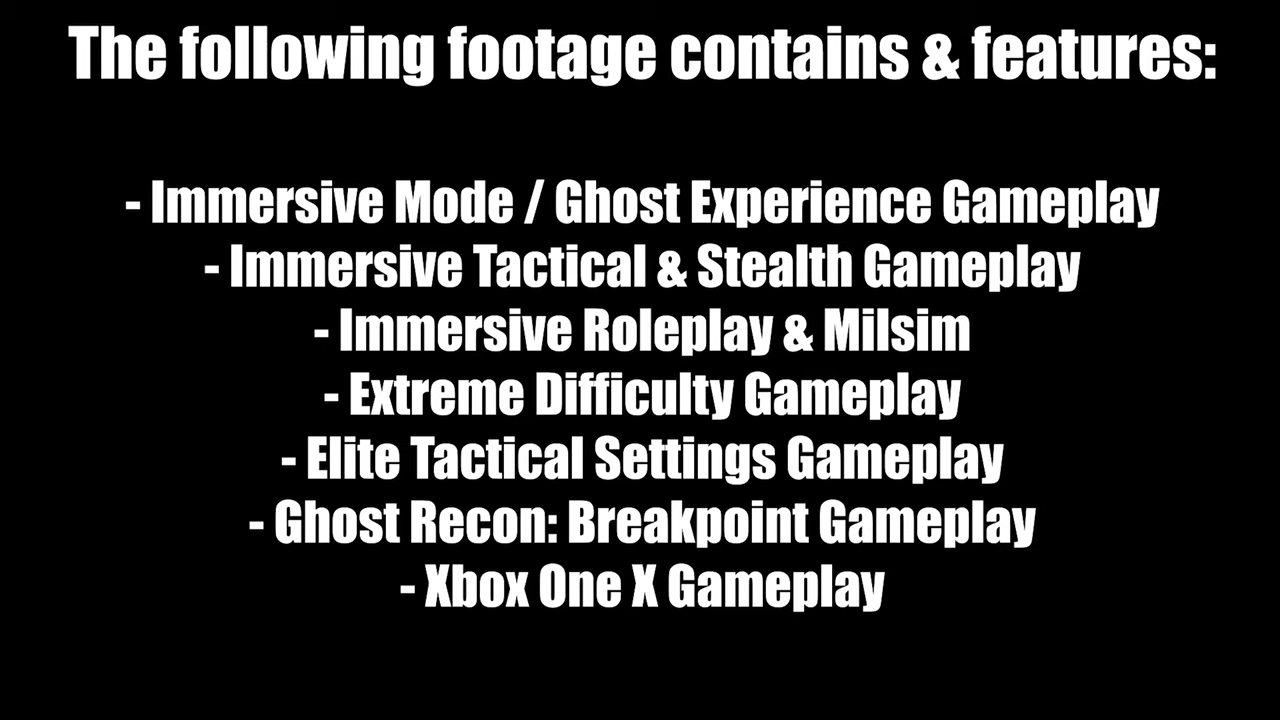 The following footage contains & features:
- Immersive Mode / Ghost Experience Gameplay
- Immersive Tactical & Stealth Gameplay
- Immersive Roleplay & Milsim
- Extreme Difficulty Gameplay
- Elite Tactical Settings Gameplay
- Ghost Recon: Breakpoint Gameplay
- Xbox One X Gameplay